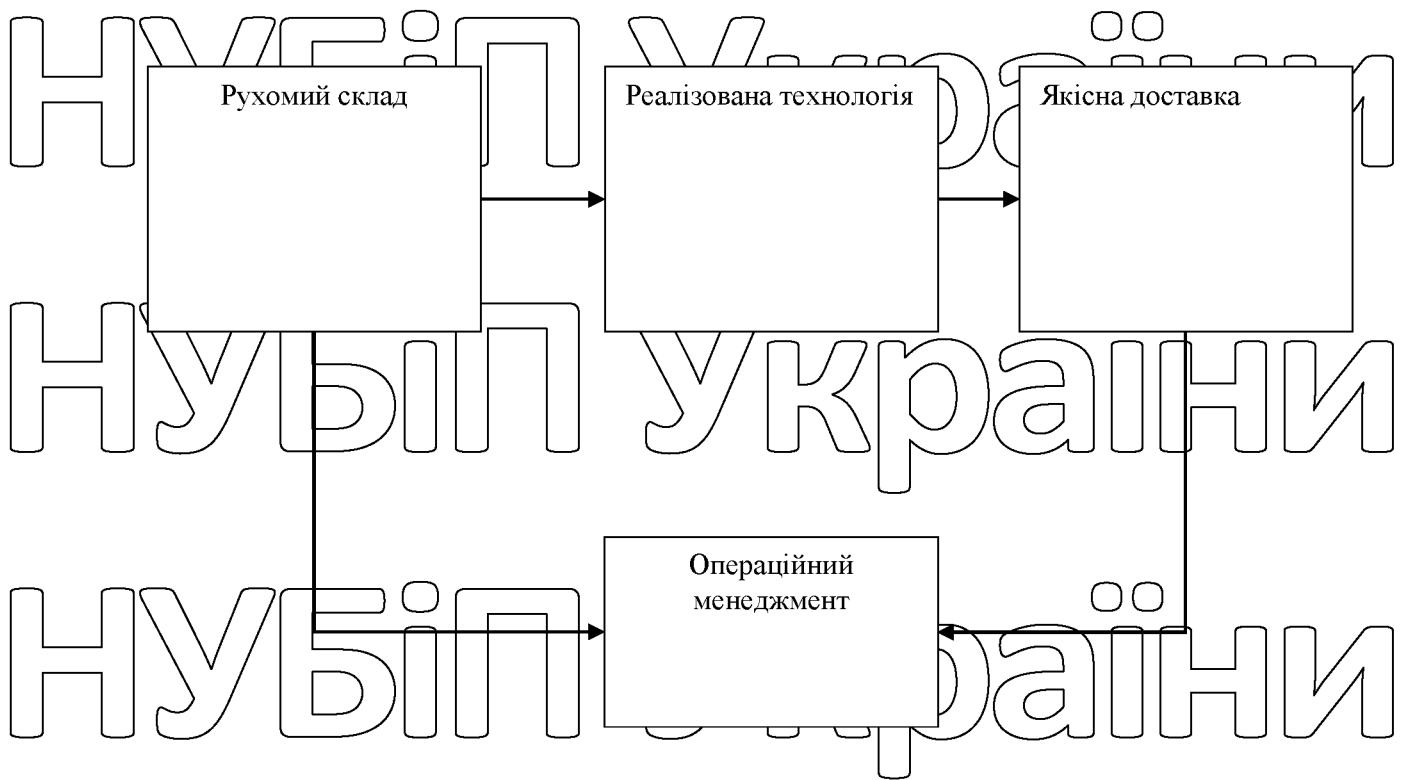 НУБіП України
Рухомий склад
Реалізована технологія
Якісна доставка
НУБіП України
Операційний
менеджмент
НУБіП України